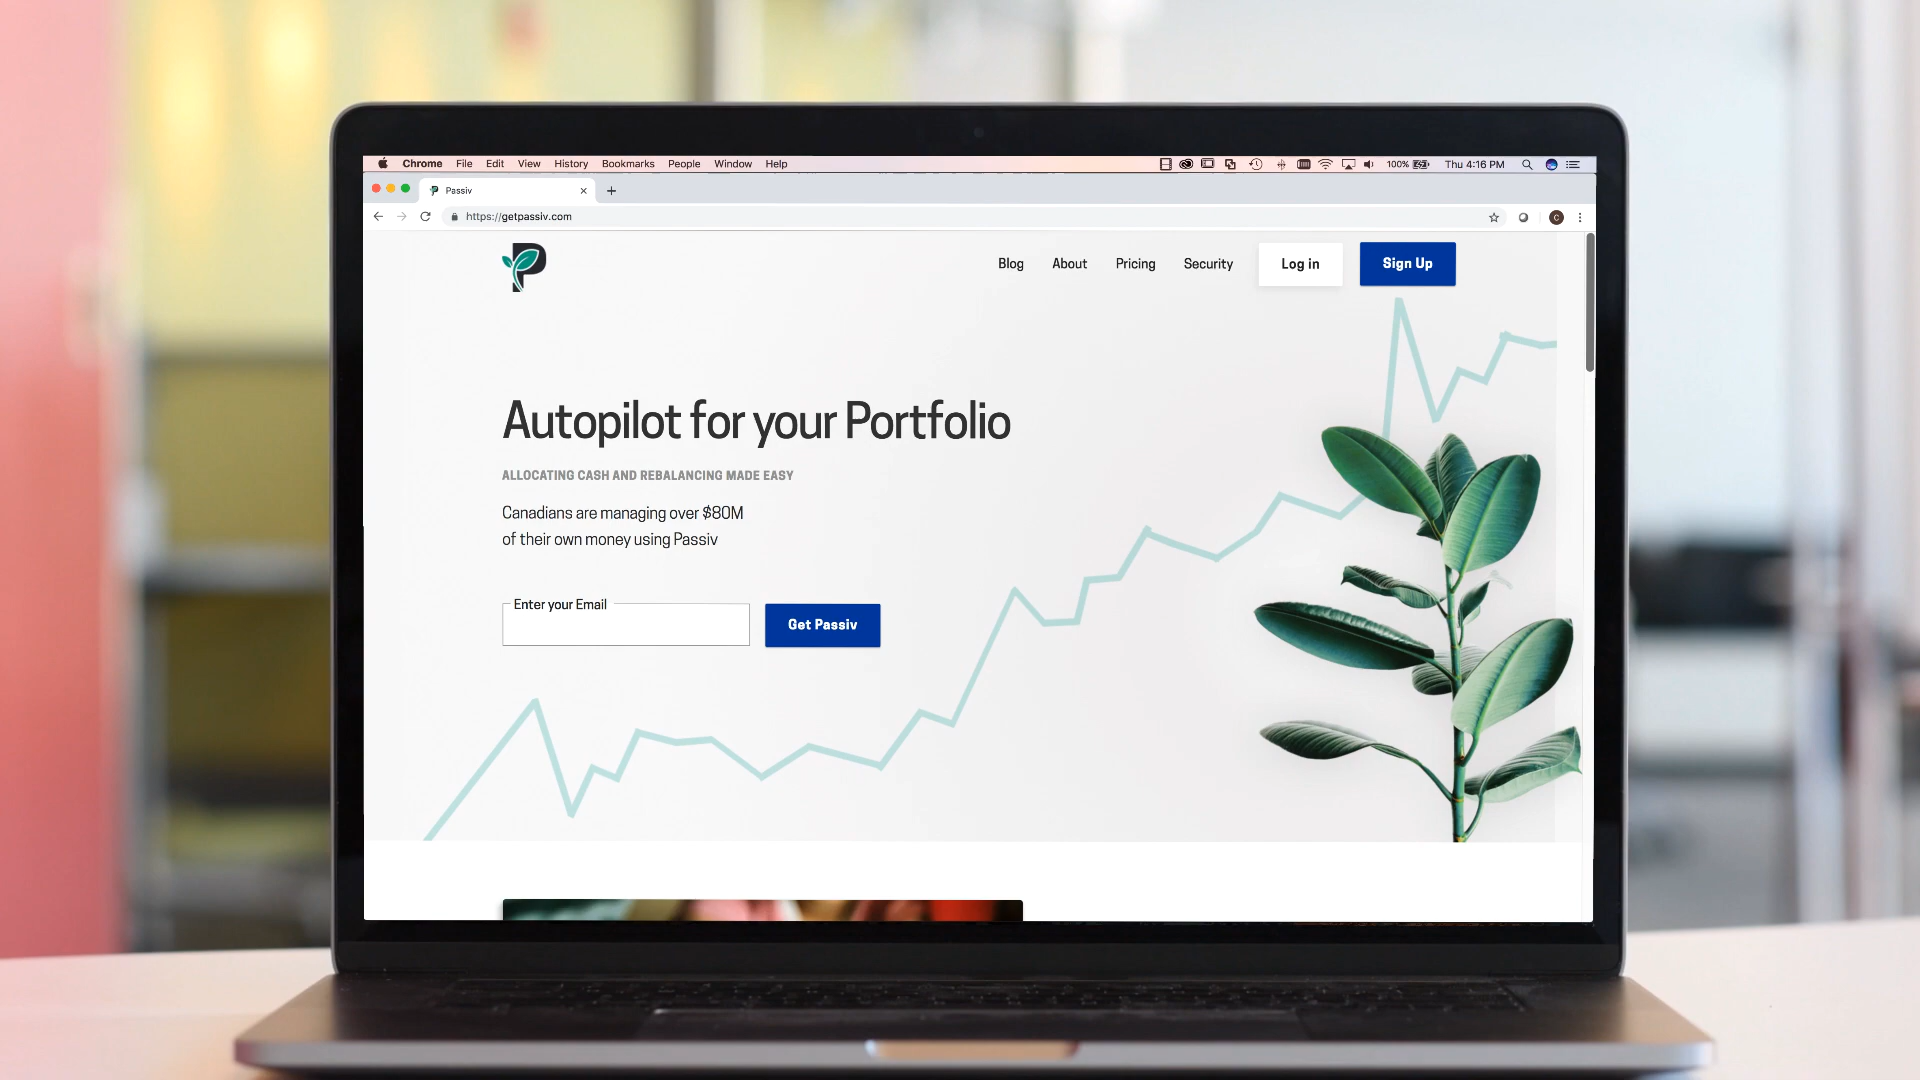 Chrome File Edit View History Bookmarks People Window Help 100% Thu 4:16 PM
Passiv
https://getpassiv.com
P
Blog About Pricing Security Log in Sign Up
Autopilot for your Portfolio
ALLOCATING CASH AND REBALANCING MADE EASY
Canadians are managing over $80M
of their own money using Passiv
Enter your Email
Get Passiv